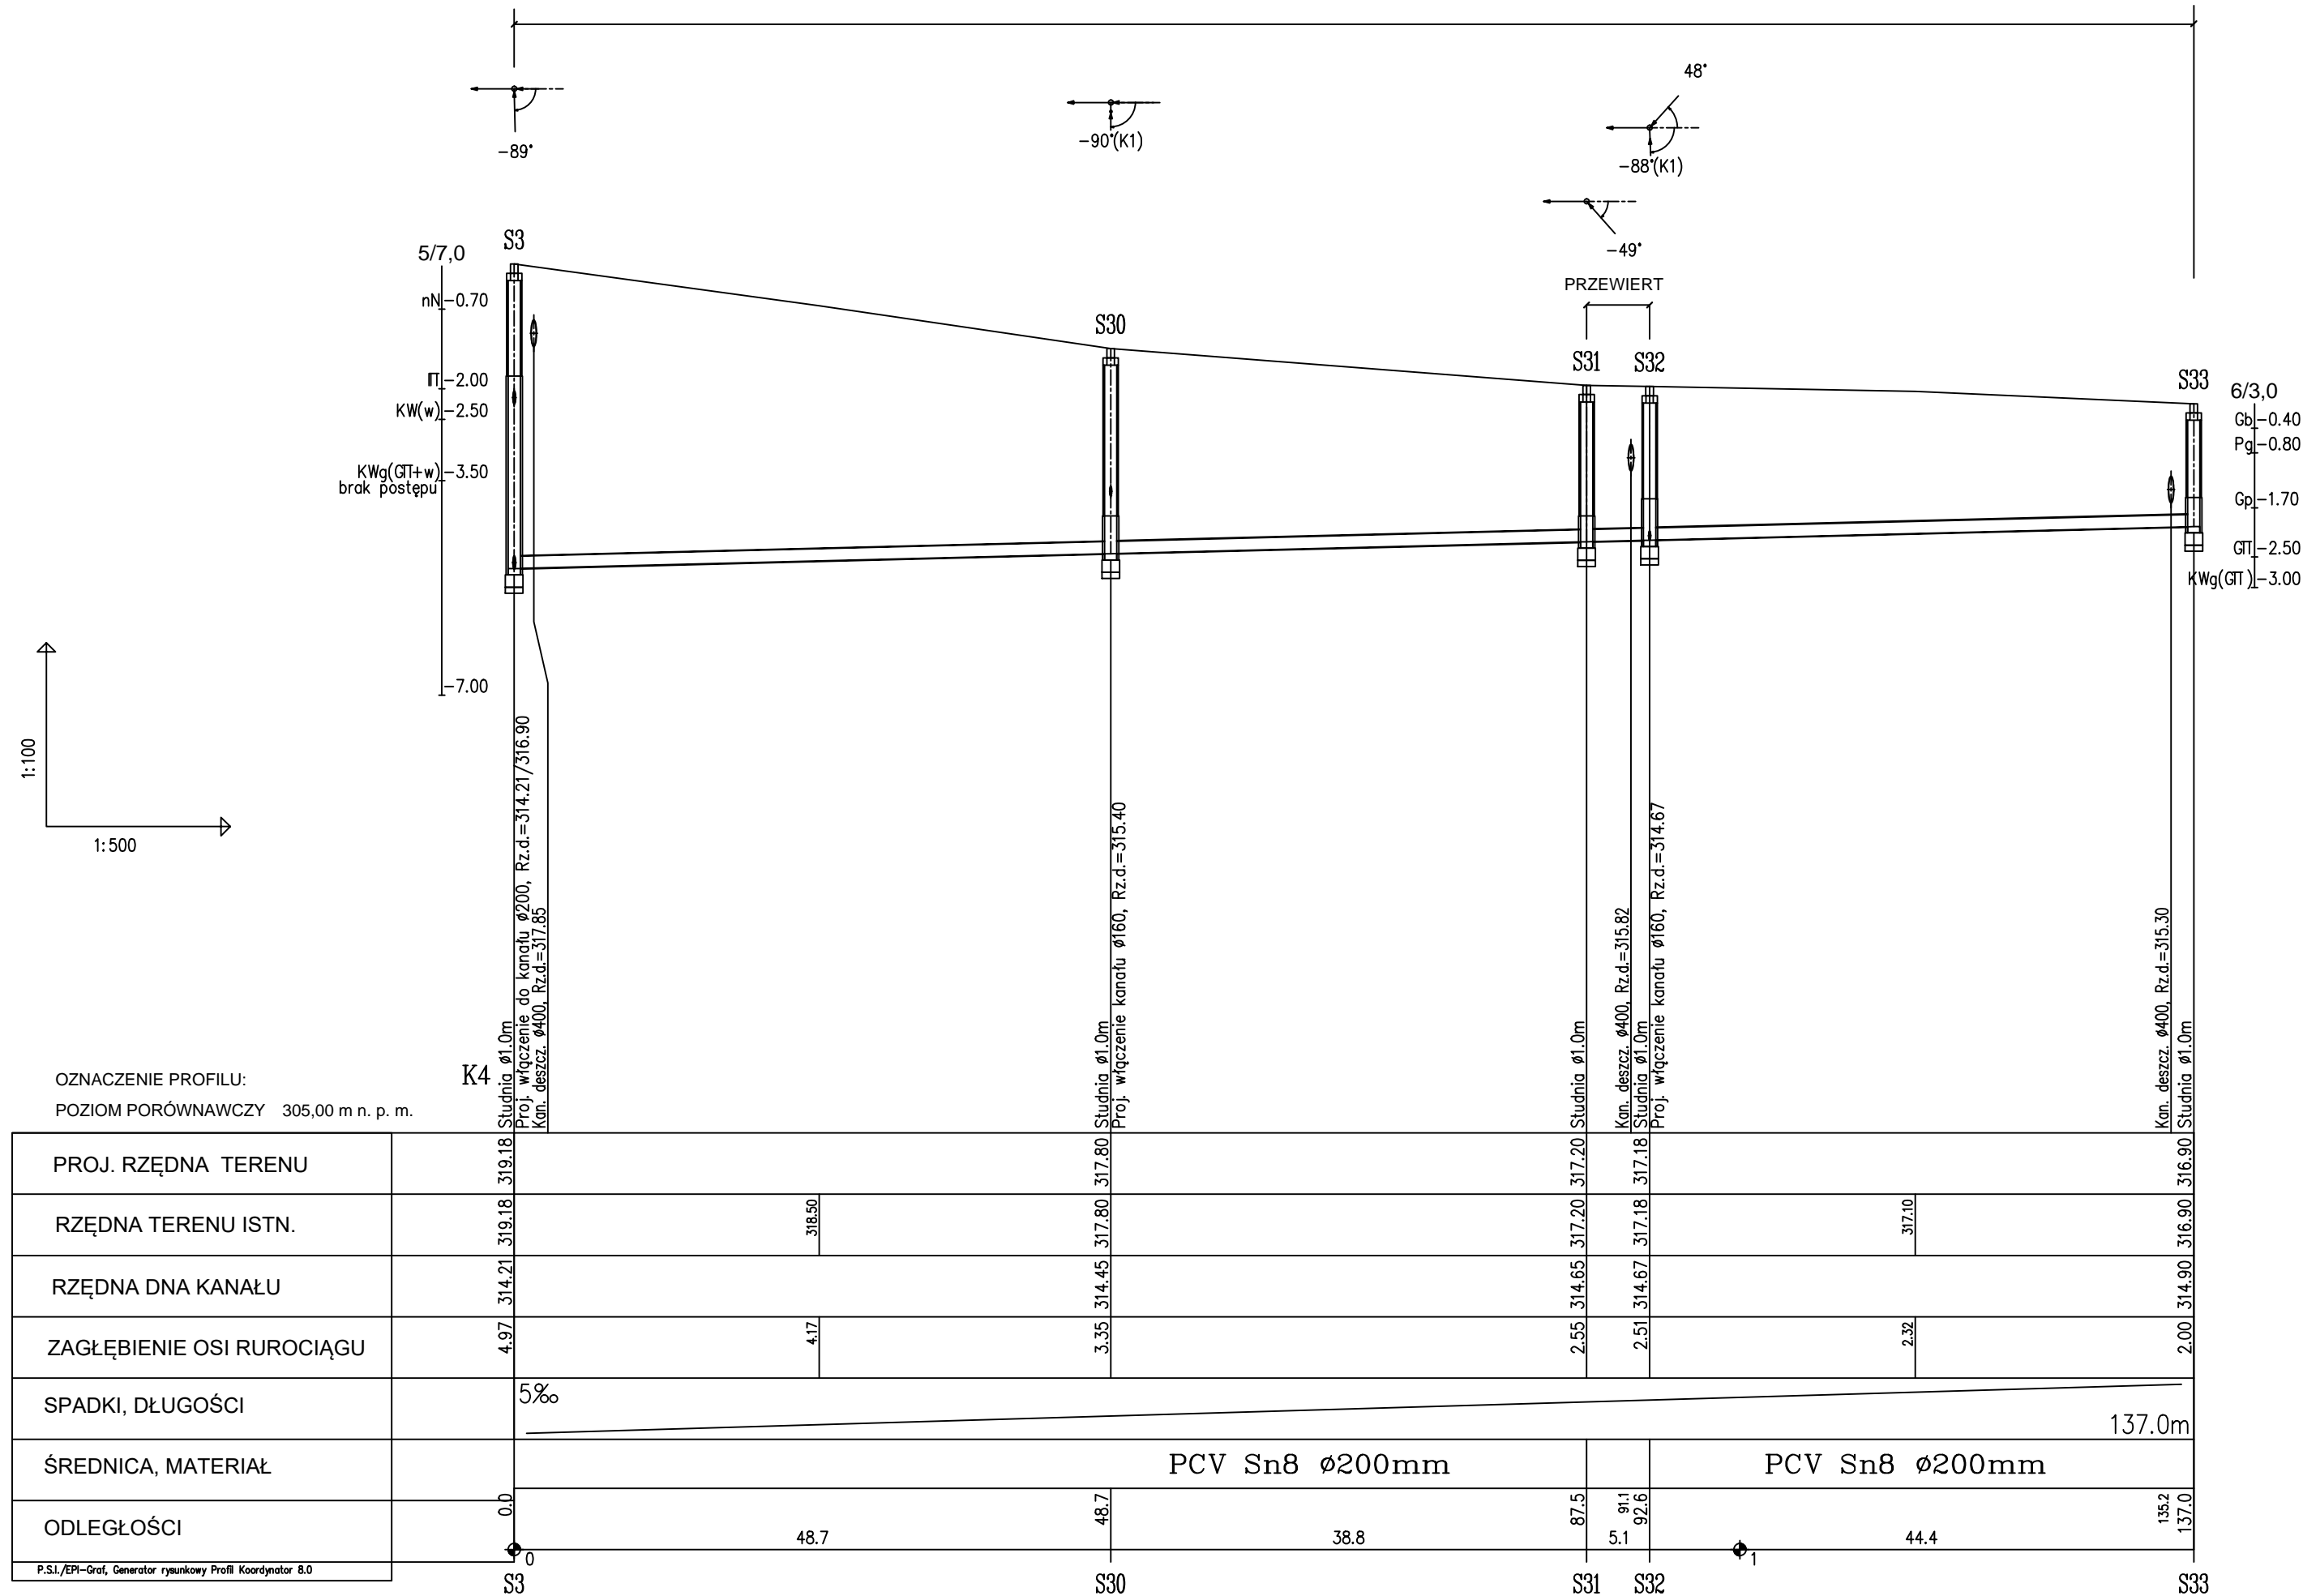 48°
-89°
-90°(K1)
-88°(K1)
-49°
PRZEWIERT
5/7,0
S3
S30
S31
S32
S33
6/3,0
nN -0.70
-2.00
KW(w) -2.50
KWg(GΠ+w) -3.50
brak postępu
-7.00
Gb -0.40
Pg -0.80
Gp -1.70
GΠ -2.50
KWg(GΠ) -3.00
1:100
1:500
Studnia ø1.0m
Proj. włączenie do kanału ø200, Rz.d.=314.21/316.90
Kan. deszcz. ø400, Rz.d.=317.85
Studnia ø1.0m
Proj. włączenie kanału ø160, Rz.d.=315.40
Studnia ø1.0m
Kan. deszcz. ø400, Rz.d.=315.82
Studnia ø1.0m
Proj. włączenie kanału ø160, Rz.d.=314.67
Kan. deszcz. ø400, Rz.d.=315.30
Studnia ø1.0m
OZNACZENIE PROFILU: K4
POZIOM PORÓWNAWCZY 305,00 m n. p. m.
PROJ. RZĘDNA TERENU 319.18 317.80 317.20 317.18 316.90
RZĘDNA TERENU ISTN. 319.18 318.50 317.80 317.20 317.18 317.10 316.90
RZĘDNA DNA KANAŁU 314.21 314.45 314.65 314.67 314.90
ZAGŁĘBIENIE OSI RUROCIĄGU 4.97 4.17 3.35 2.55 2.51 2.32 2.00
SPADKI, DŁUGOŚCI 5‰ 137.0m
ŚREDNICA, MATERIAŁ PCV Sn8 ø200mm PCV Sn8 ø200mm
ODLEGŁOŚCI 0.0 48.7 87.5 91.1 92.6 135.2 137.0
48.7 38.8 5.1 44.4
0 1
P.S.I./EPI-Graf, Generator rysunkowy Profil Koordynator 8.0
S3 S30 S31 S32 S33